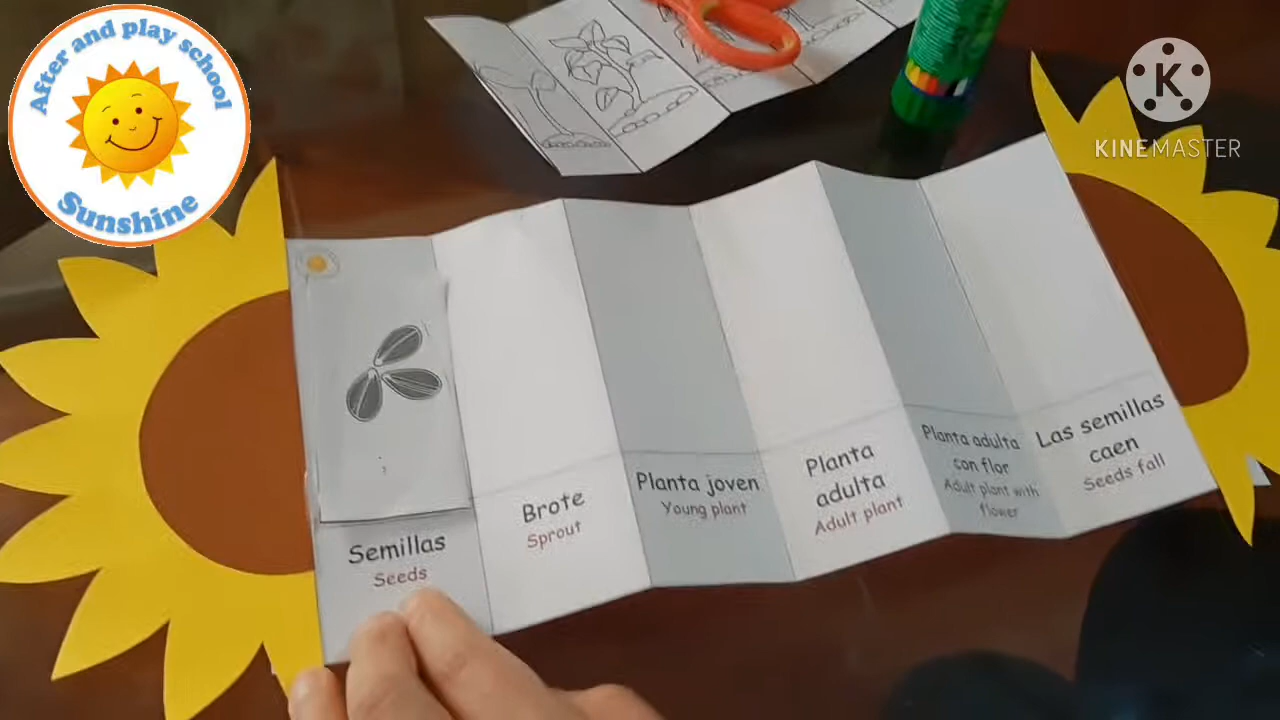 After and play school
Sunshine
K
KINEMASTER
Semillas
Seeds
Brote
Sprout
Planta joven
Young plant
Planta
adulta
Adult plant
Planta adulta
con flor
Adult plant with
flower
Las semillas
caen
Seeds fall